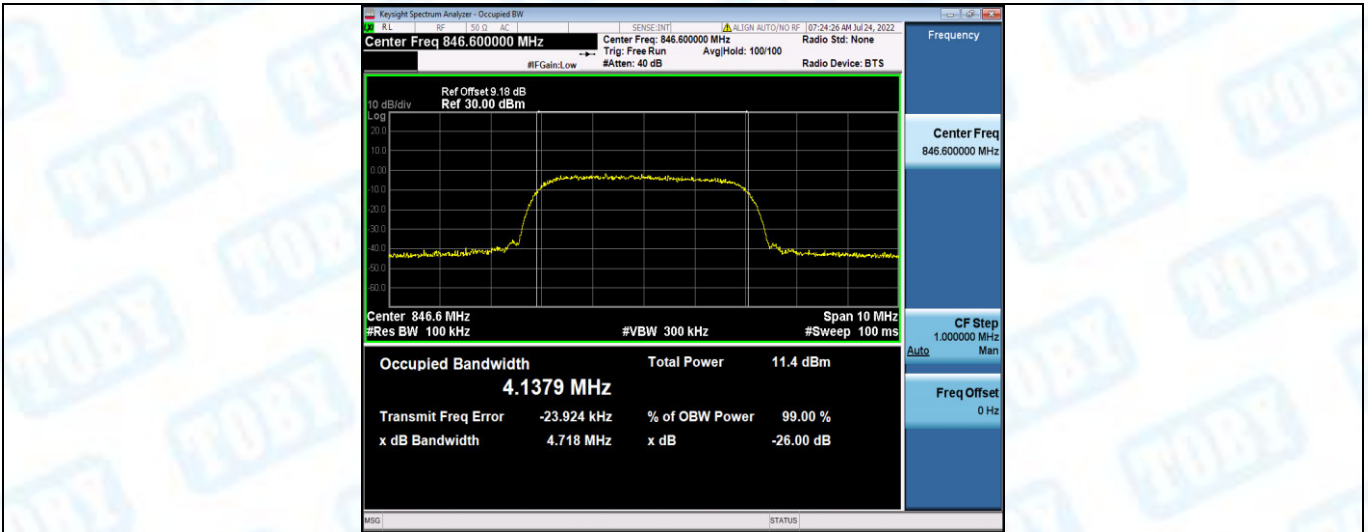 Keysight Spectrum Analyzer - Occupied BW
RL RF 50 Ω AC SENSE:INT ALIGN AUTO/NO RF 07:24:26 AM Jul 24, 2022
Center Freq 846.600000 MHz
Center Freq: 846.600000 MHz Radio Std: None
Trig: Free Run Avg|Hold: 100/100
#IFGain:Low #Atten: 40 dB Radio Device: BTS
Frequency
Ref Offset 9.18 dB
10 dB/div Ref 30.00 dBm
Log
20.0
10.0
0.00
-10.0
-20.0
-30.0
-40.0
-50.0
-60.0
Center 846.6 MHz Span 10 MHz
#Res BW 100 kHz #VBW 300 kHz #Sweep 100 ms
Occupied Bandwidth Total Power 11.4 dBm
4.1379 MHz
Transmit Freq Error -23.924 kHz % of OBW Power 99.00 %
x dB Bandwidth 4.718 MHz x dB -26.00 dB
Center Freq
846.600000 MHz
CF Step
1.000000 MHz
Auto Man
Freq Offset
0 Hz
MSG STATUS
TOBY
TOBY
TOBY
TOBY
TOBY
TOBY
TOBY
TOBY